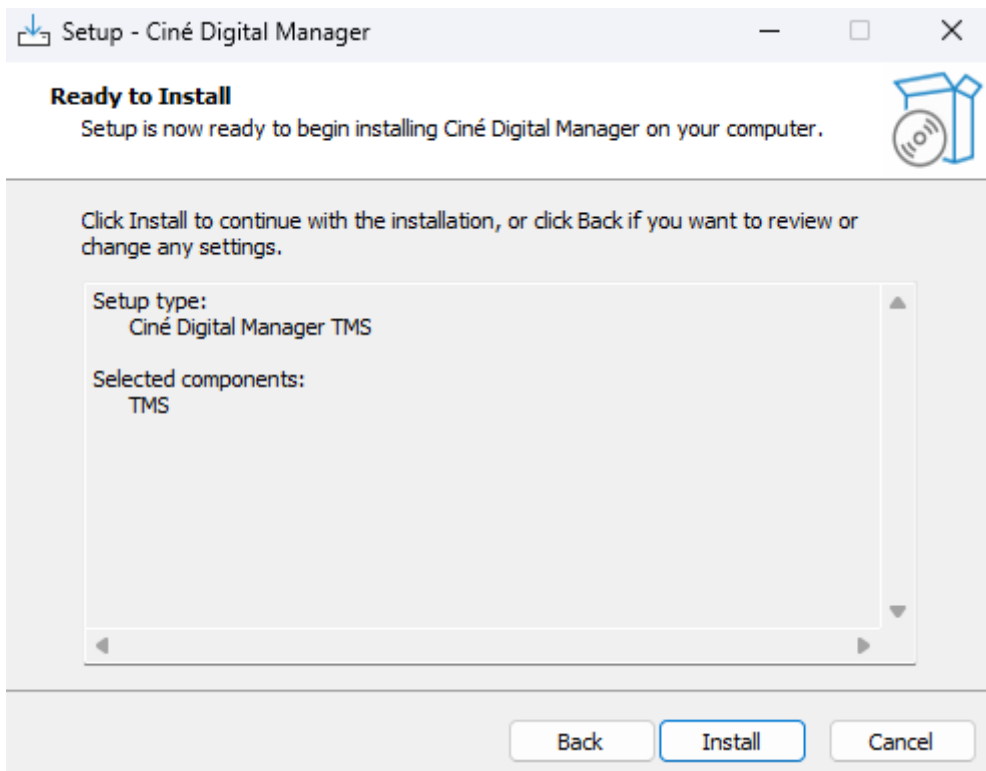 Setup - Ciné Digital Manager
Ready to Install
Setup is now ready to begin installing Ciné Digital Manager on your computer.
Click Install to continue with the installation, or click Back if you want to review or
change any settings.
Setup type:
Ciné Digital Manager TMS
Selected components:
TMS
Back
Install
Cancel